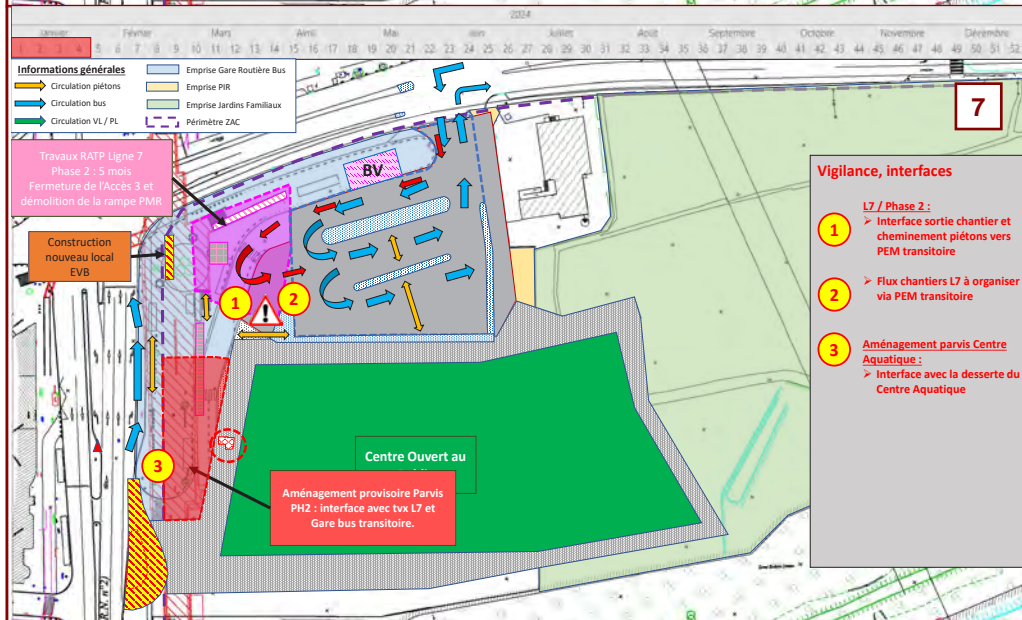 2024
Janvier Février Mars Avril Mai Juin Juillet Août Septembre Octobre Novembre Décembre
1 2 3 4 5 6 7 8 9 10 11 12 13 14 15 16 17 18 19 20 21 22 23 24 25 26 27 28 29 30 31 32 33 34 35 36 37 38 39 40 41 42 43 44 45 46 47 48 49 50 51 52
Informations générales
Circulation piétons
Circulation bus
Circulation VL / PL
Emprise Gare Routière Bus
Emprise PIR
Emprise Jardins Familiaux
Périmètre ZAC
7
Travaux RATP Ligne 7
Phase 2 : 5 mois
Fermeture de l'Accès 3 et
démolition de la rampe PMR
BV
Construction
nouveau local
EVB
1
2
!
3
Centre Ouvert au
Aménagement provisoire Parvis
PH2 : interface avec tvx L7 et
Gare bus transitoire.
(R.N. n°2)
Vigilance, interfaces
L7 / Phase 2 :
1
➢ Interface sortie chantier et
cheminement piétons vers
PEM transitoire
2
➢ Flux chantiers L7 à organiser
via PEM transitoire
3
Aménagement parvis Centre
Aquatique :
➢ Interface avec la desserte du
Centre Aquatique